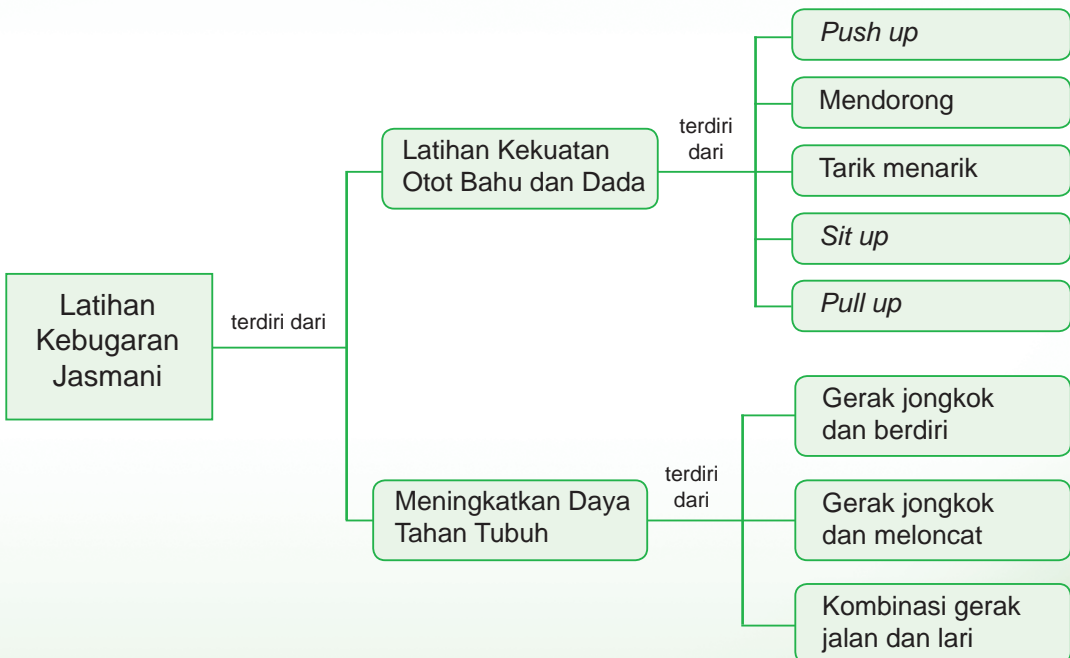 Latihan
Kebugaran
Jasmani
terdiri dari
Latihan Kekuatan
Otot Bahu dan Dada
terdiri
dari
Push up
Mendorong
Tarik menarik
Sit up
Pull up
Meningkatkan Daya
Tahan Tubuh
terdiri
dari
Gerak jongkok
dan berdiri
Gerak jongkok
dan meloncat
Kombinasi gerak
jalan dan lari